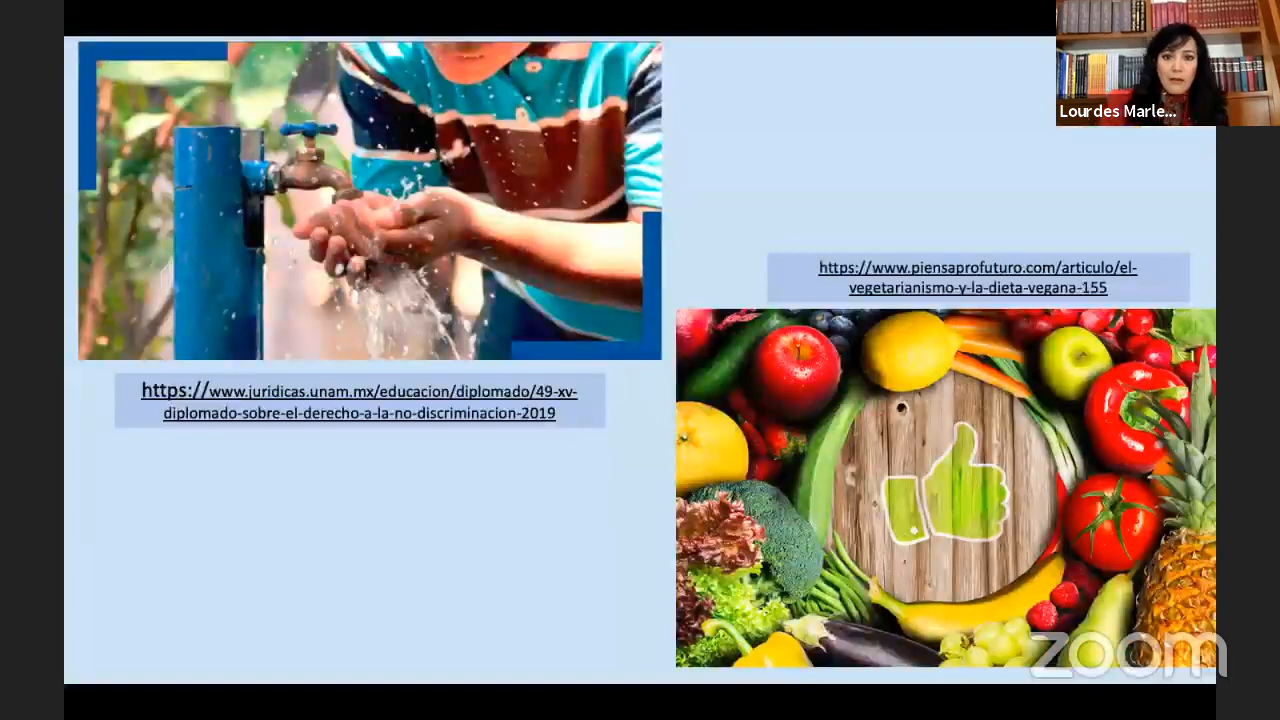 Lourdes Marle...
https://www.piensaprofuturo.com/articulo/el-
vegetarianismo-y-la-dieta-vegana-155
https://www.juridicas.unam.mx/educacion/diplomado/49-xv-
diplomado-sobre-el-derecho-a-la-no-discriminacion-2019
zoom